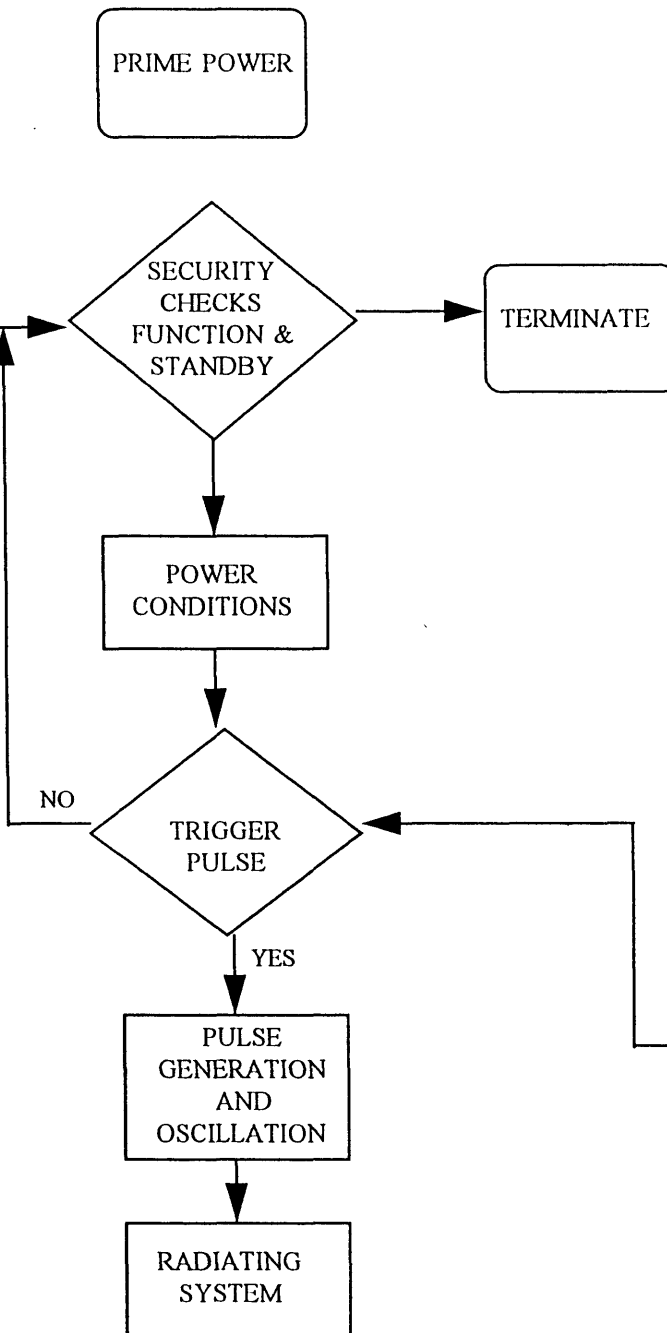 PRIME POWER
SECURITY
CHECKS
FUNCTION &
STANDBY
TERMINATE
POWER
CONDITIONS
NO
TRIGGER
PULSE
YES
PULSE
GENERATION
AND
OSCILLATION
RADIATING
SYSTEM